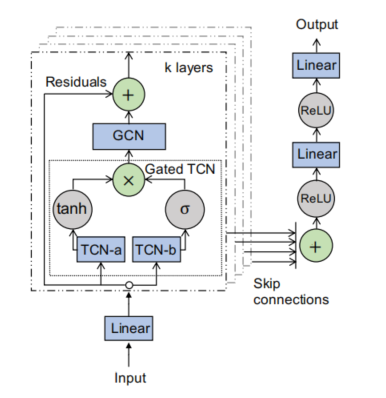 Output
Linear
ReLU
Linear
ReLU
+
Skip
connections
k layers
Residuals
+
GCN
Gated TCN
×
tanh
σ
TCN-a
TCN-b
Linear
Input